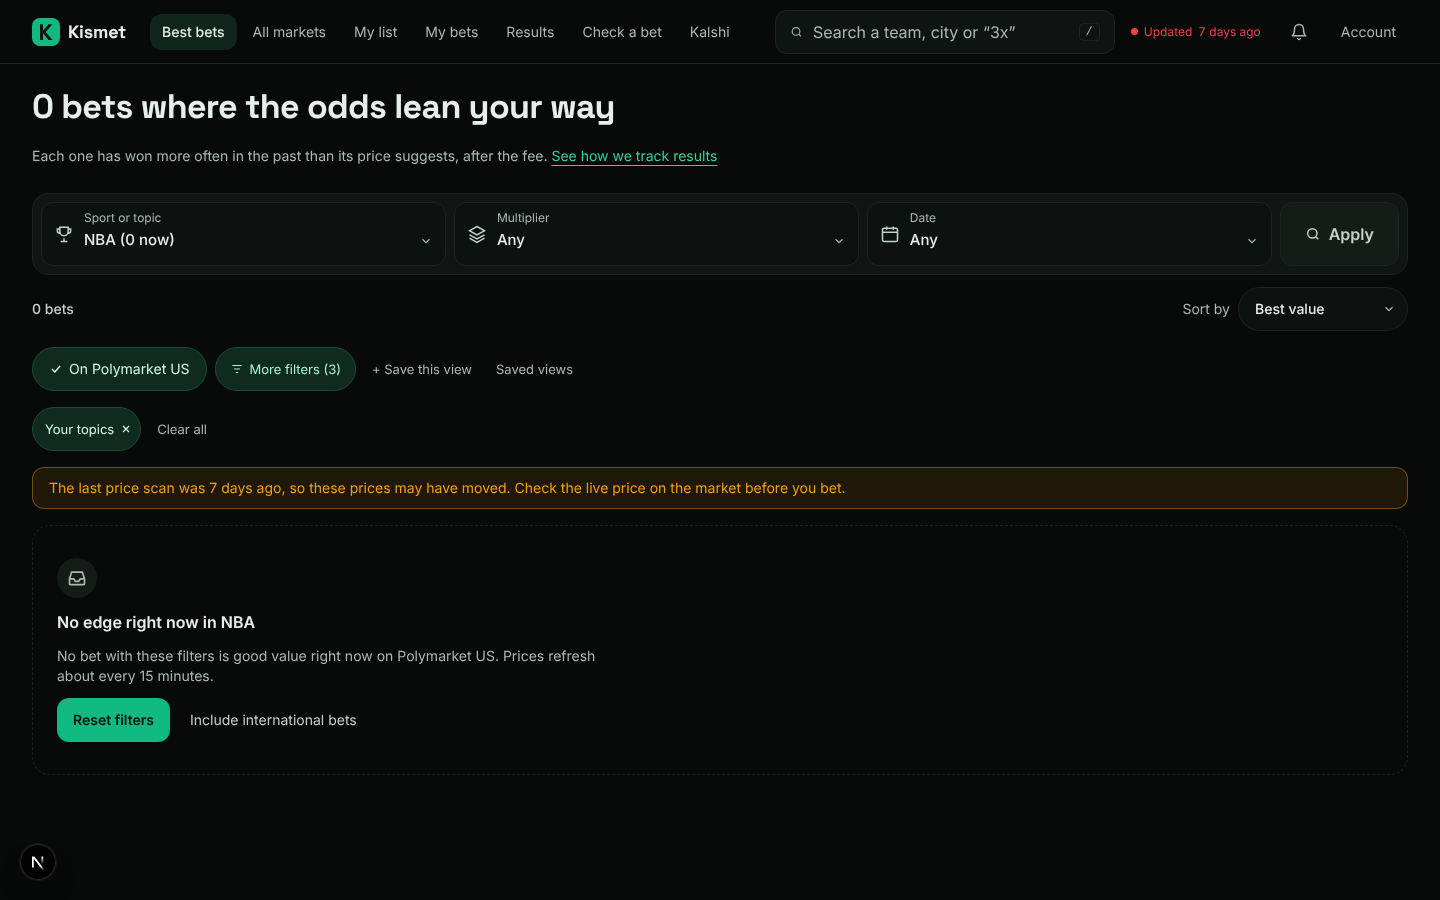 Kismet
Best bets
All markets
My list
My bets
Results
Check a bet
Kalshi
Search a team, city or “3x”
/
Updated 7 days ago
Account
0 bets where the odds lean your way
Each one has won more often in the past than its price suggests, after the fee. See how we track results
Sport or topic
NBA (0 now)
Multiplier
Any
Date
Any
Apply
0 bets
Sort by
Best value
On Polymarket US
More filters (3)
+ Save this view
Saved views
Your topics ×
Clear all
The last price scan was 7 days ago, so these prices may have moved. Check the live price on the market before you bet.
No edge right now in NBA
No bet with these filters is good value right now on Polymarket US. Prices refresh
about every 15 minutes.
Reset filters
Include international bets
N